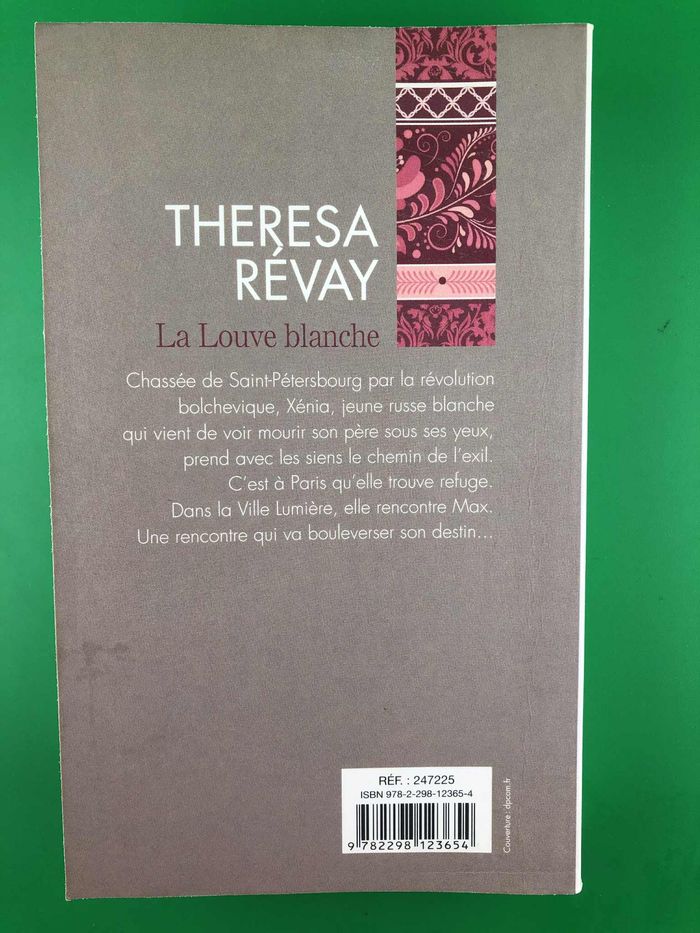 THERESA
RÉVAY
La Louve blanche
Chassée de Saint-Pétersbourg par la révolution
bolchevique, Xénia, jeune russe blanche
qui vient de voir mourir son père sous ses yeux,
prend avec les siens le chemin de l'exil.
C'est à Paris qu'elle trouve refuge.
Dans la Ville Lumière, elle rencontre Max.
Une rencontre qui va bouleverser son destin...
RÉF. : 247225
ISBN 978-2-298-12365-4
9 782298 123654
Couverture : dpcom.fr